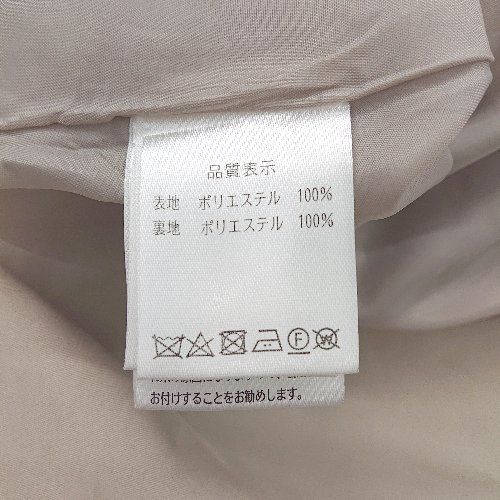 品質表示
表地 ポリエステル 100%
裏地 ポリエステル 100%
F W
お付けすることをお勧めします。